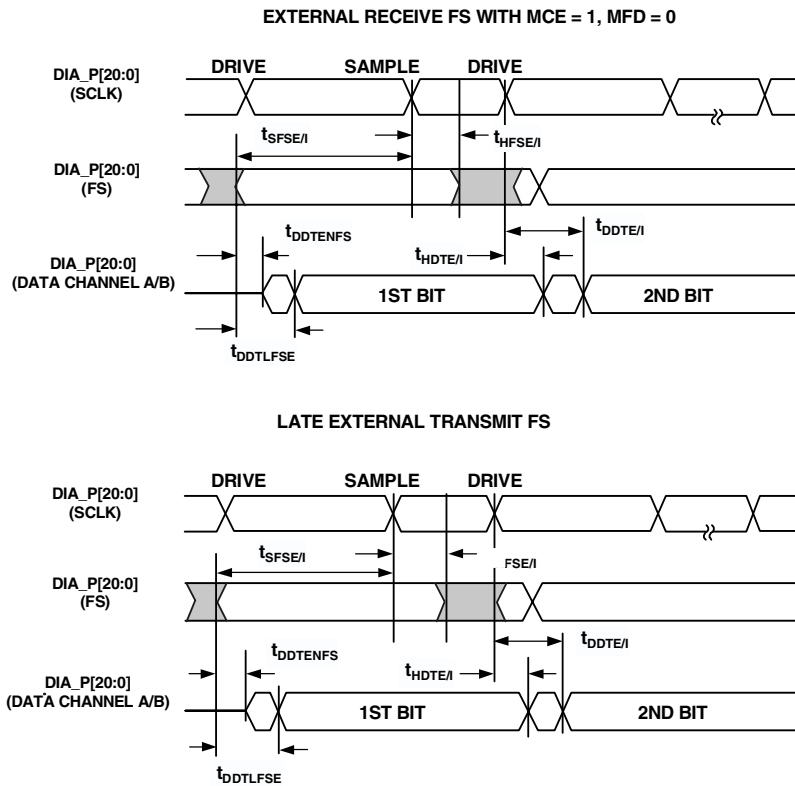 EXTERNAL RECEIVE FS WITH MCE = 1, MFD = 0
DRIVE SAMPLE DRIVE
DIA_P[20:0]
(SCLK)
tSFSE/I tHFSE/I
DIA_P[20:0]
(FS)
tDDTENFS tHDTE/I tDDTE/I
DIA_P[20:0]
(DATA CHANNEL A/B)
1ST BIT 2ND BIT
tDDTLFSE
LATE EXTERNAL TRANSMIT FS
DRIVE SAMPLE DRIVE
DIA_P[20:0]
(SCLK)
tSFSE/I FSE/I
DIA_P[20:0]
(FS)
tDDTENFS tHDTE/I tDDTE/I
DIA_P[20:0]
(DATA CHANNEL A/B)
1ST BIT 2ND BIT
tDDTLFSE